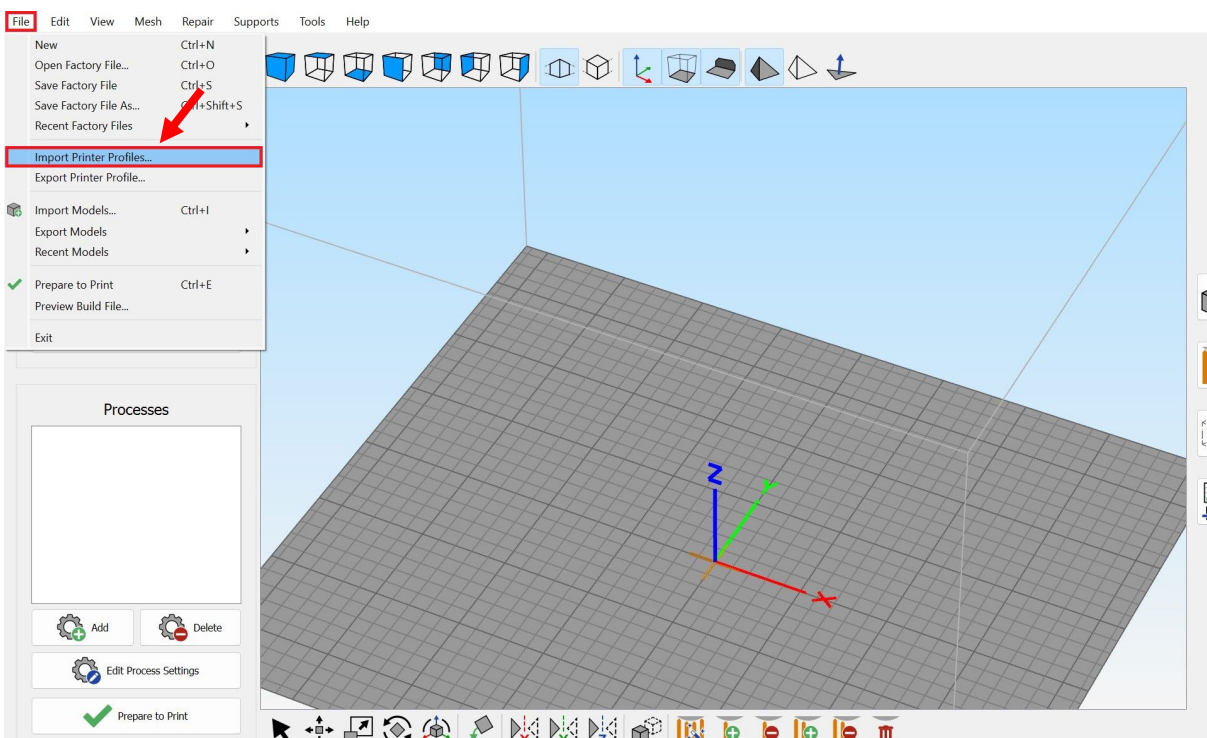 File Edit View Mesh Repair Supports Tools Help
New Ctrl+N
Open Factory File... Ctrl+O
Save Factory File Ctrl+S
Save Factory File As... Ctrl+Shift+S
Recent Factory Files
Import Printer Profiles...
Export Printer Profile...
Import Models... Ctrl+I
Export Models
Recent Models
Prepare to Print Ctrl+E
Preview Build File...
Exit
Processes
Z
Y
X
Add Delete
Edit Process Settings
Prepare to Print